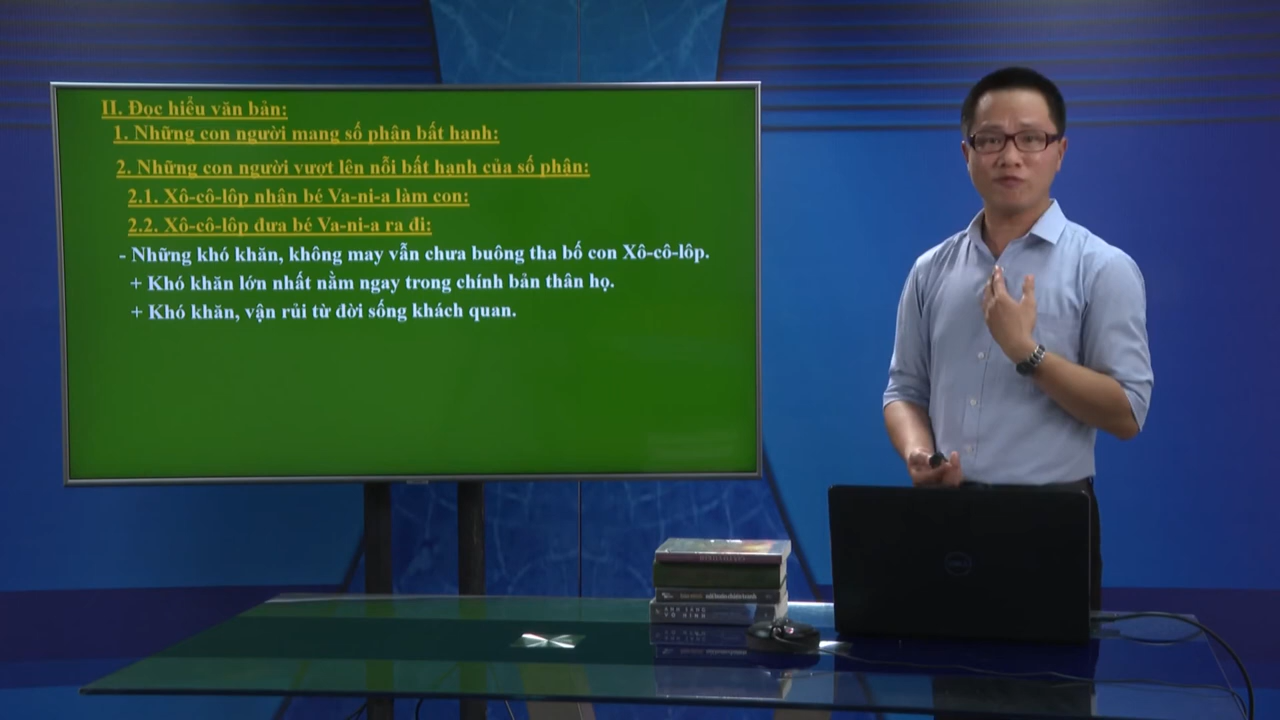 II. Đọc hiểu văn bản:
1. Những con người mang số phận bất hạnh:
2. Những con người vượt lên nỗi bất hạnh của số phận:
2.1. Xô-cô-lôp nhận bé Va-ni-a làm con:
2.2. Xô-cô-lôp đưa bé Va-ni-a ra đi:
- Những khó khăn, không may vẫn chưa buông tha bố con Xô-cô-lôp.
+ Khó khăn lớn nhất nằm ngay trong chính bản thân họ.
+ Khó khăn, vận rủi từ đời sống khách quan.
DELL